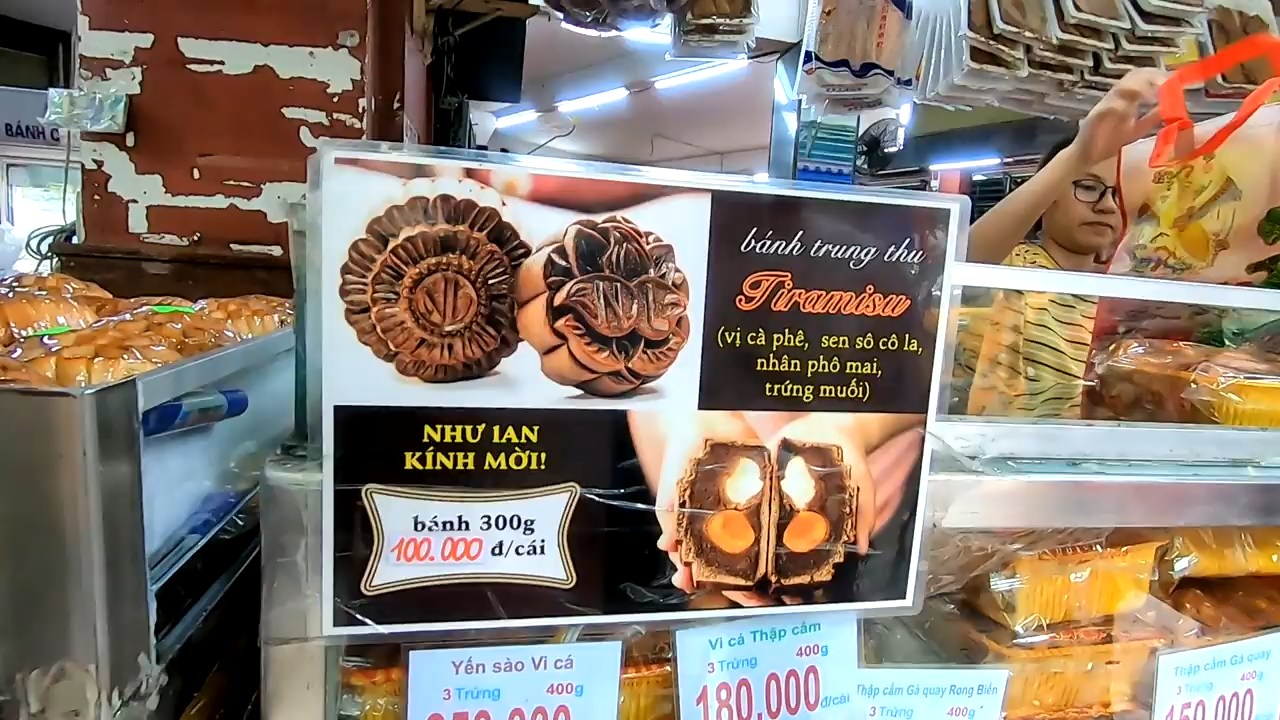 BÁNH
bánh trung thu
Tiramisu
(vị cà phê, sen sô cô la,
nhân phô mai,
trứng muối)
NHƯ LAN
KÍNH MỜI!
bánh 300g
100.000 đ/cái
Yến sào Vi cá
3 Trứng 400g
Vi cá Thập cẩm
3 Trứng 400g
180.000 đ/cái
Thập cẩm Gà quay Rong Biển
3 Trứng 400g
Thập cẩm Gà quay
3 Trứng 400g